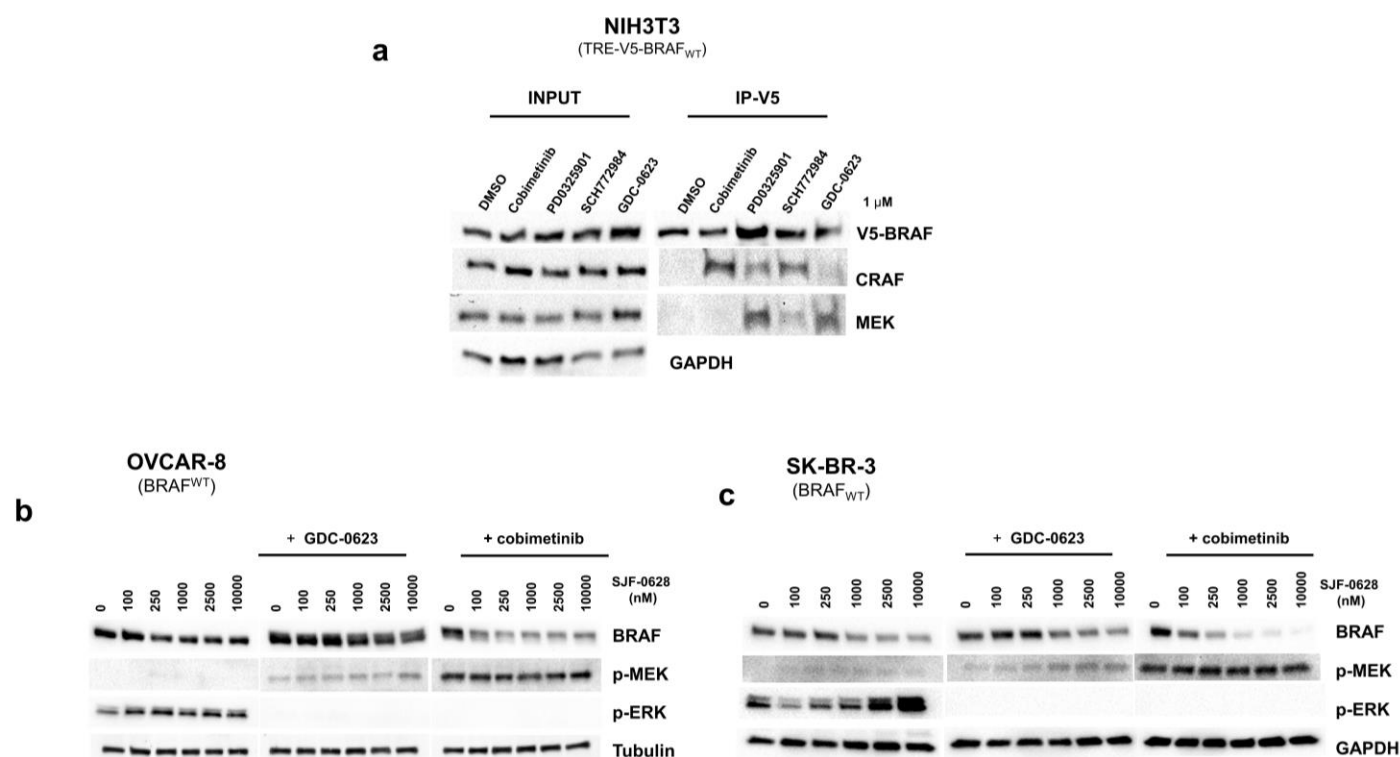 NIH3T3
(TRE-V5-BRAFWT)
a
INPUT IP-V5
DMSO Cobimetinib PD0325901 SCH772984 GDC-0623 DMSO Cobimetinib PD0325901 SCH772984 GDC-0623 1 µM
V5-BRAF
CRAF
MEK
GAPDH
OVCAR-8
(BRAFWT)
b
+ GDC-0623 + cobimetinib
0 100 250 1000 2500 10000 0 100 250 1000 2500 10000 0 100 250 1000 2500 10000 SJF-0628
(nM)
BRAF
p-MEK
p-ERK
Tubulin
SK-BR-3
(BRAFWT)
c
+ GDC-0623 + cobimetinib
0 100 250 1000 2500 10000 0 100 250 1000 2500 10000 0 100 250 1000 2500 10000 SJF-0628
(nM)
BRAF
p-MEK
p-ERK
GAPDH